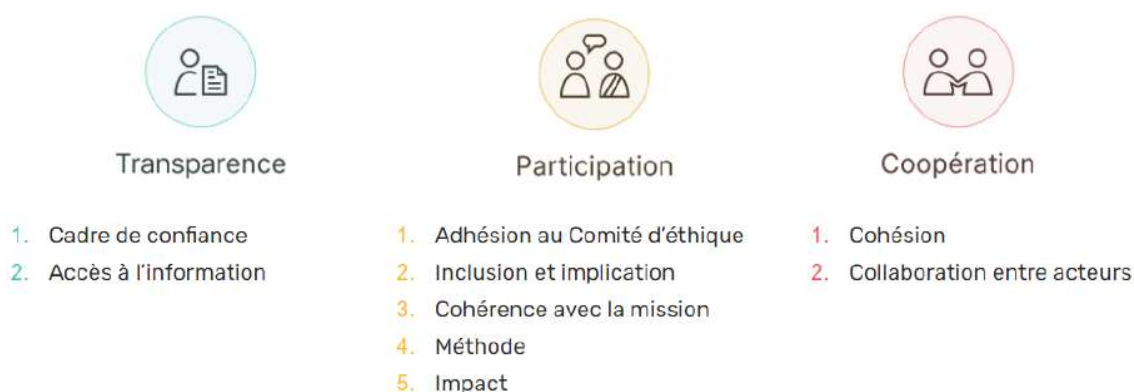 Transparence
1. Cadre de confiance
2. Accès à l'information
Participation
1. Adhésion au Comité d'éthique
2. Inclusion et implication
3. Cohérence avec la mission
4. Méthode
5. Impact
Coopération
1. Cohésion
2. Collaboration entre acteurs